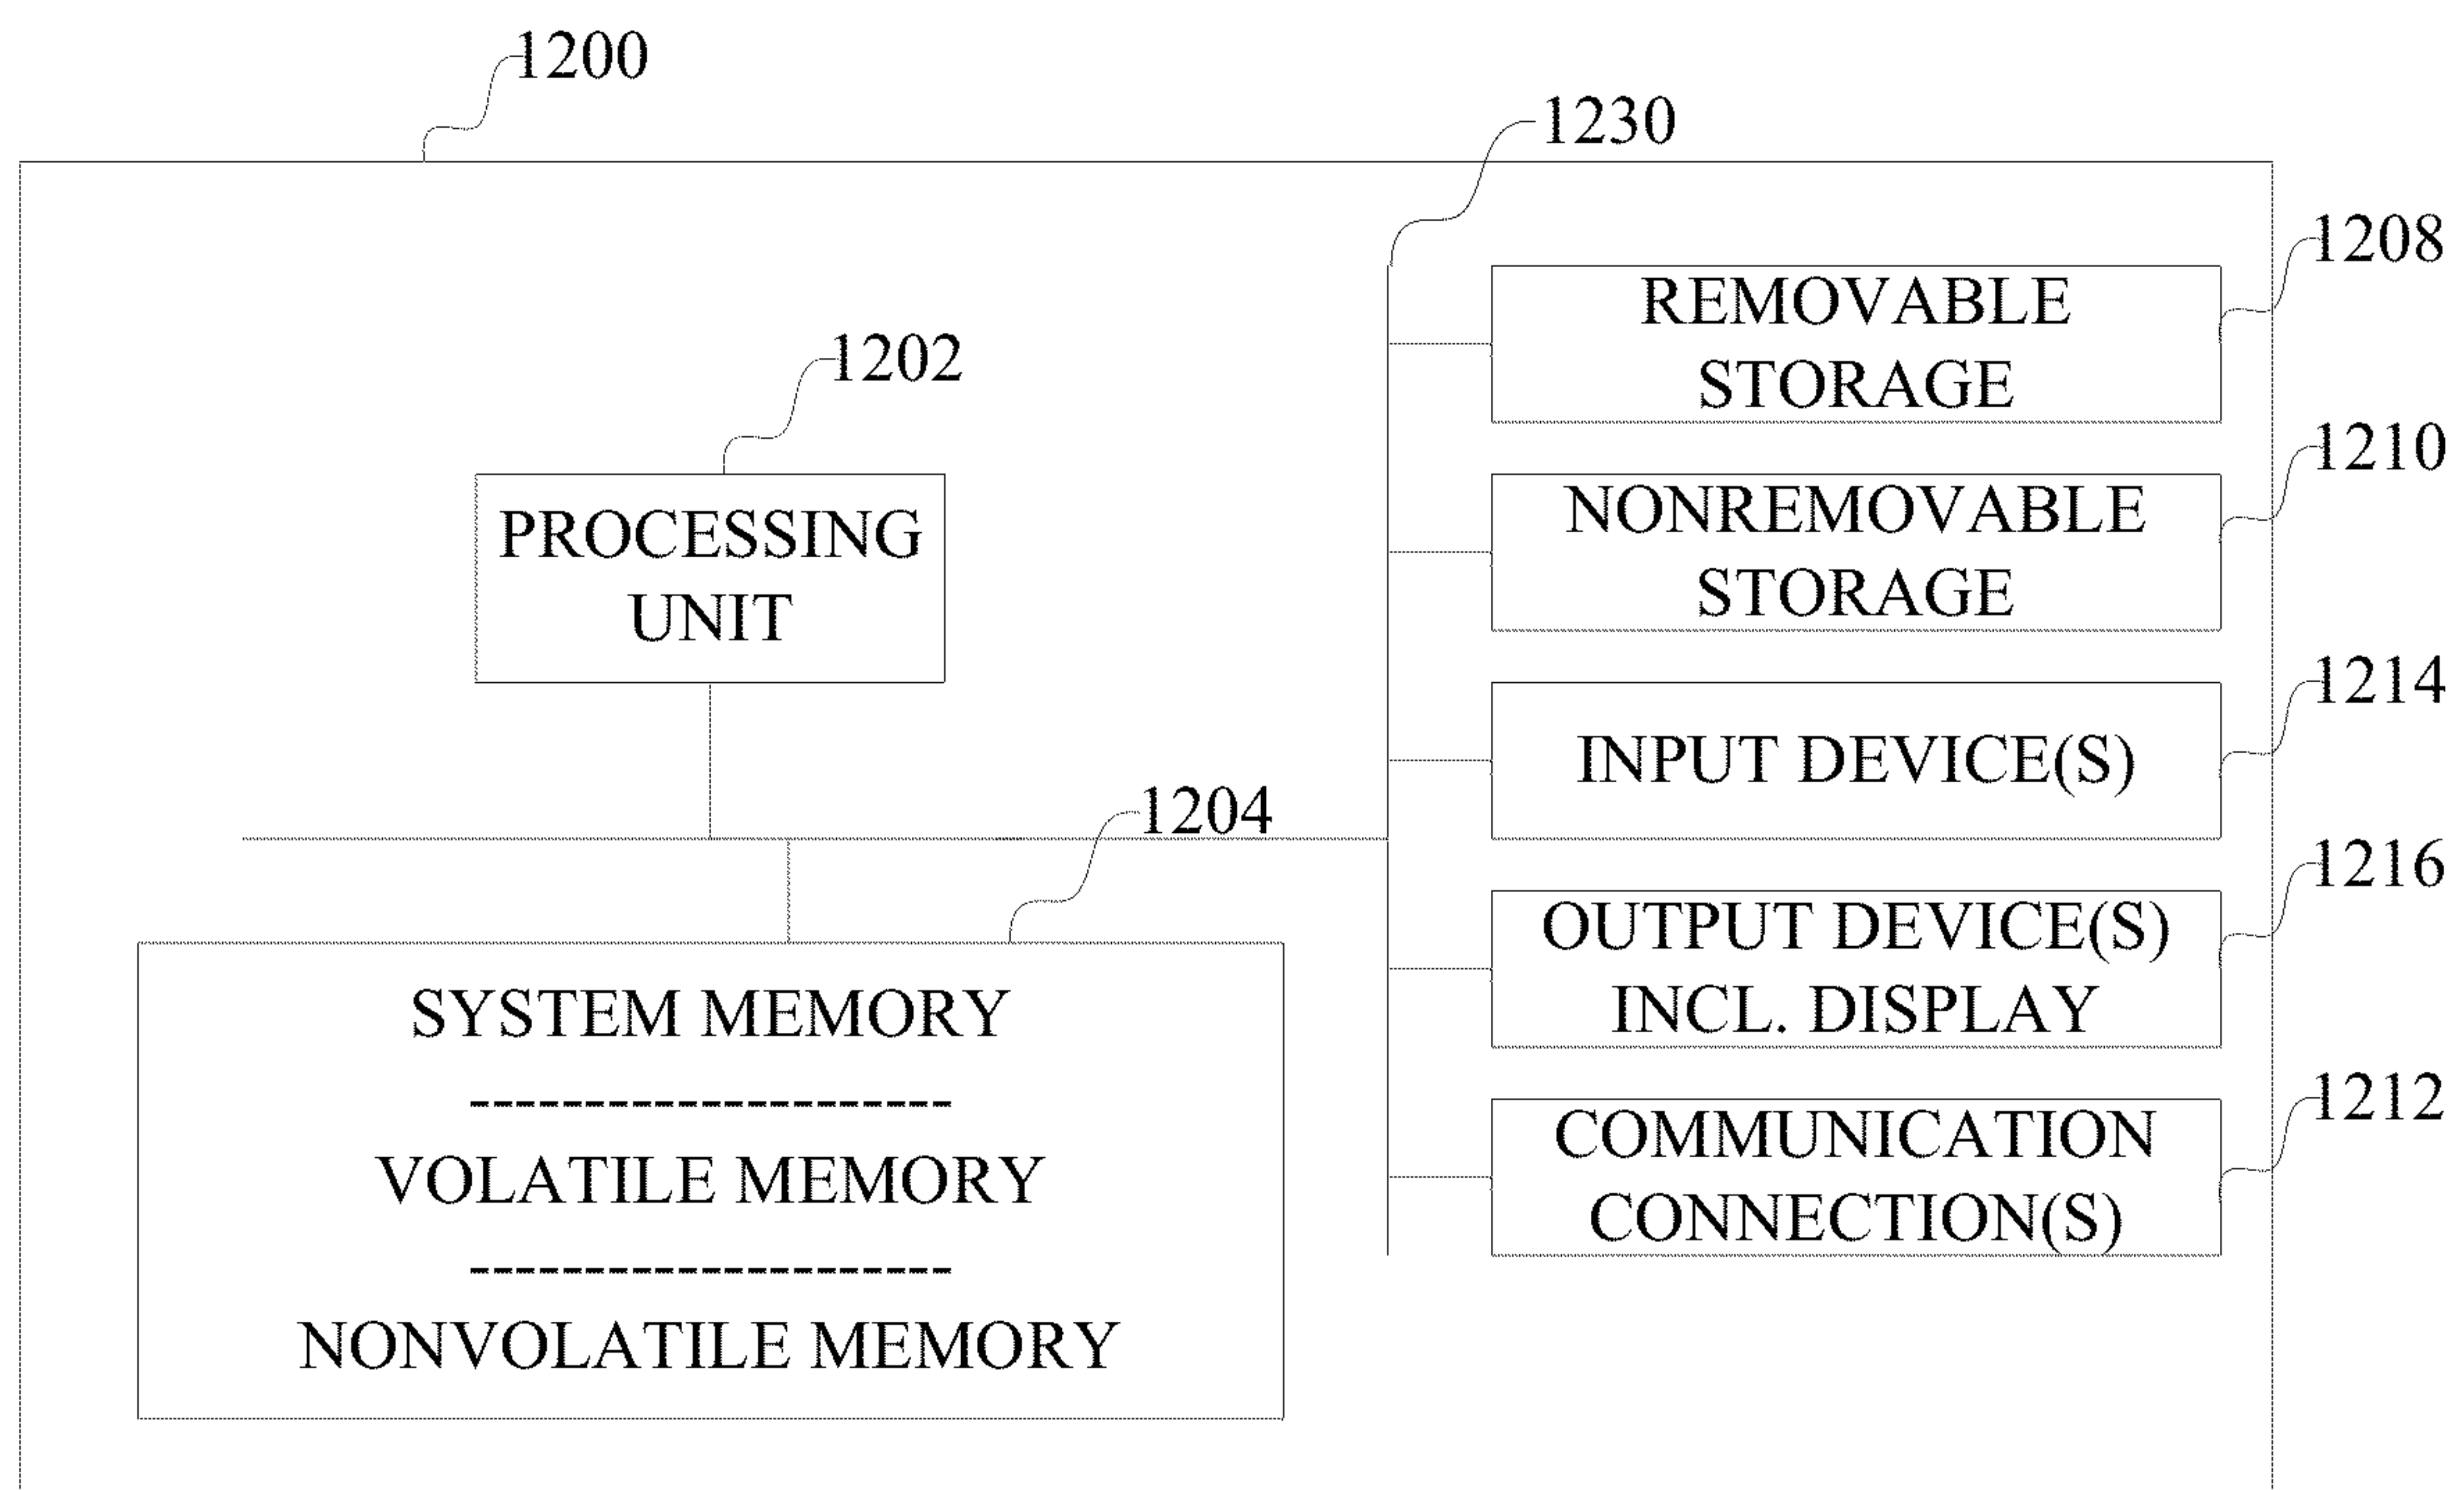 1200
1230
1208
REMOVABLE
STORAGE
1202
1210
PROCESSING
UNIT
NONREMOVABLE
STORAGE
1214
INPUT DEVICE(S)
1204
1216
OUTPUT DEVICE(S)
INCL. DISPLAY
SYSTEM MEMORY
---------------------
VOLATILE MEMORY
---------------------
NONVOLATILE MEMORY
1212
COMMUNICATION
CONNECTION(S)